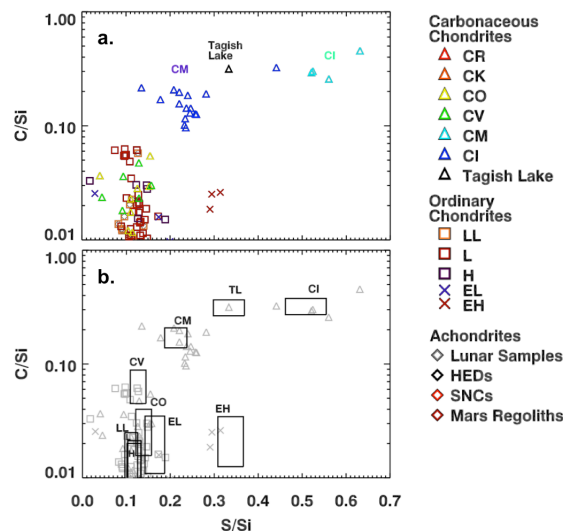 1.00
0.10
0.01
C/Si
a.
CM
Tagish
Lake
CI
1.00
0.10
0.01
C/Si
b.
TL
CI
CM
CV
CO
LL
EL
EH
H
0.0
0.1
0.2
0.3
0.4
0.5
0.6
0.7
S/Si
Carbonaceous
Chondrites
CR
CK
CO
CV
CM
CI
Tagish Lake
Ordinary
Chondrites
LL
L
H
EL
EH
Achondrites
Lunar Samples
HEDs
SNCs
Mars Regoliths